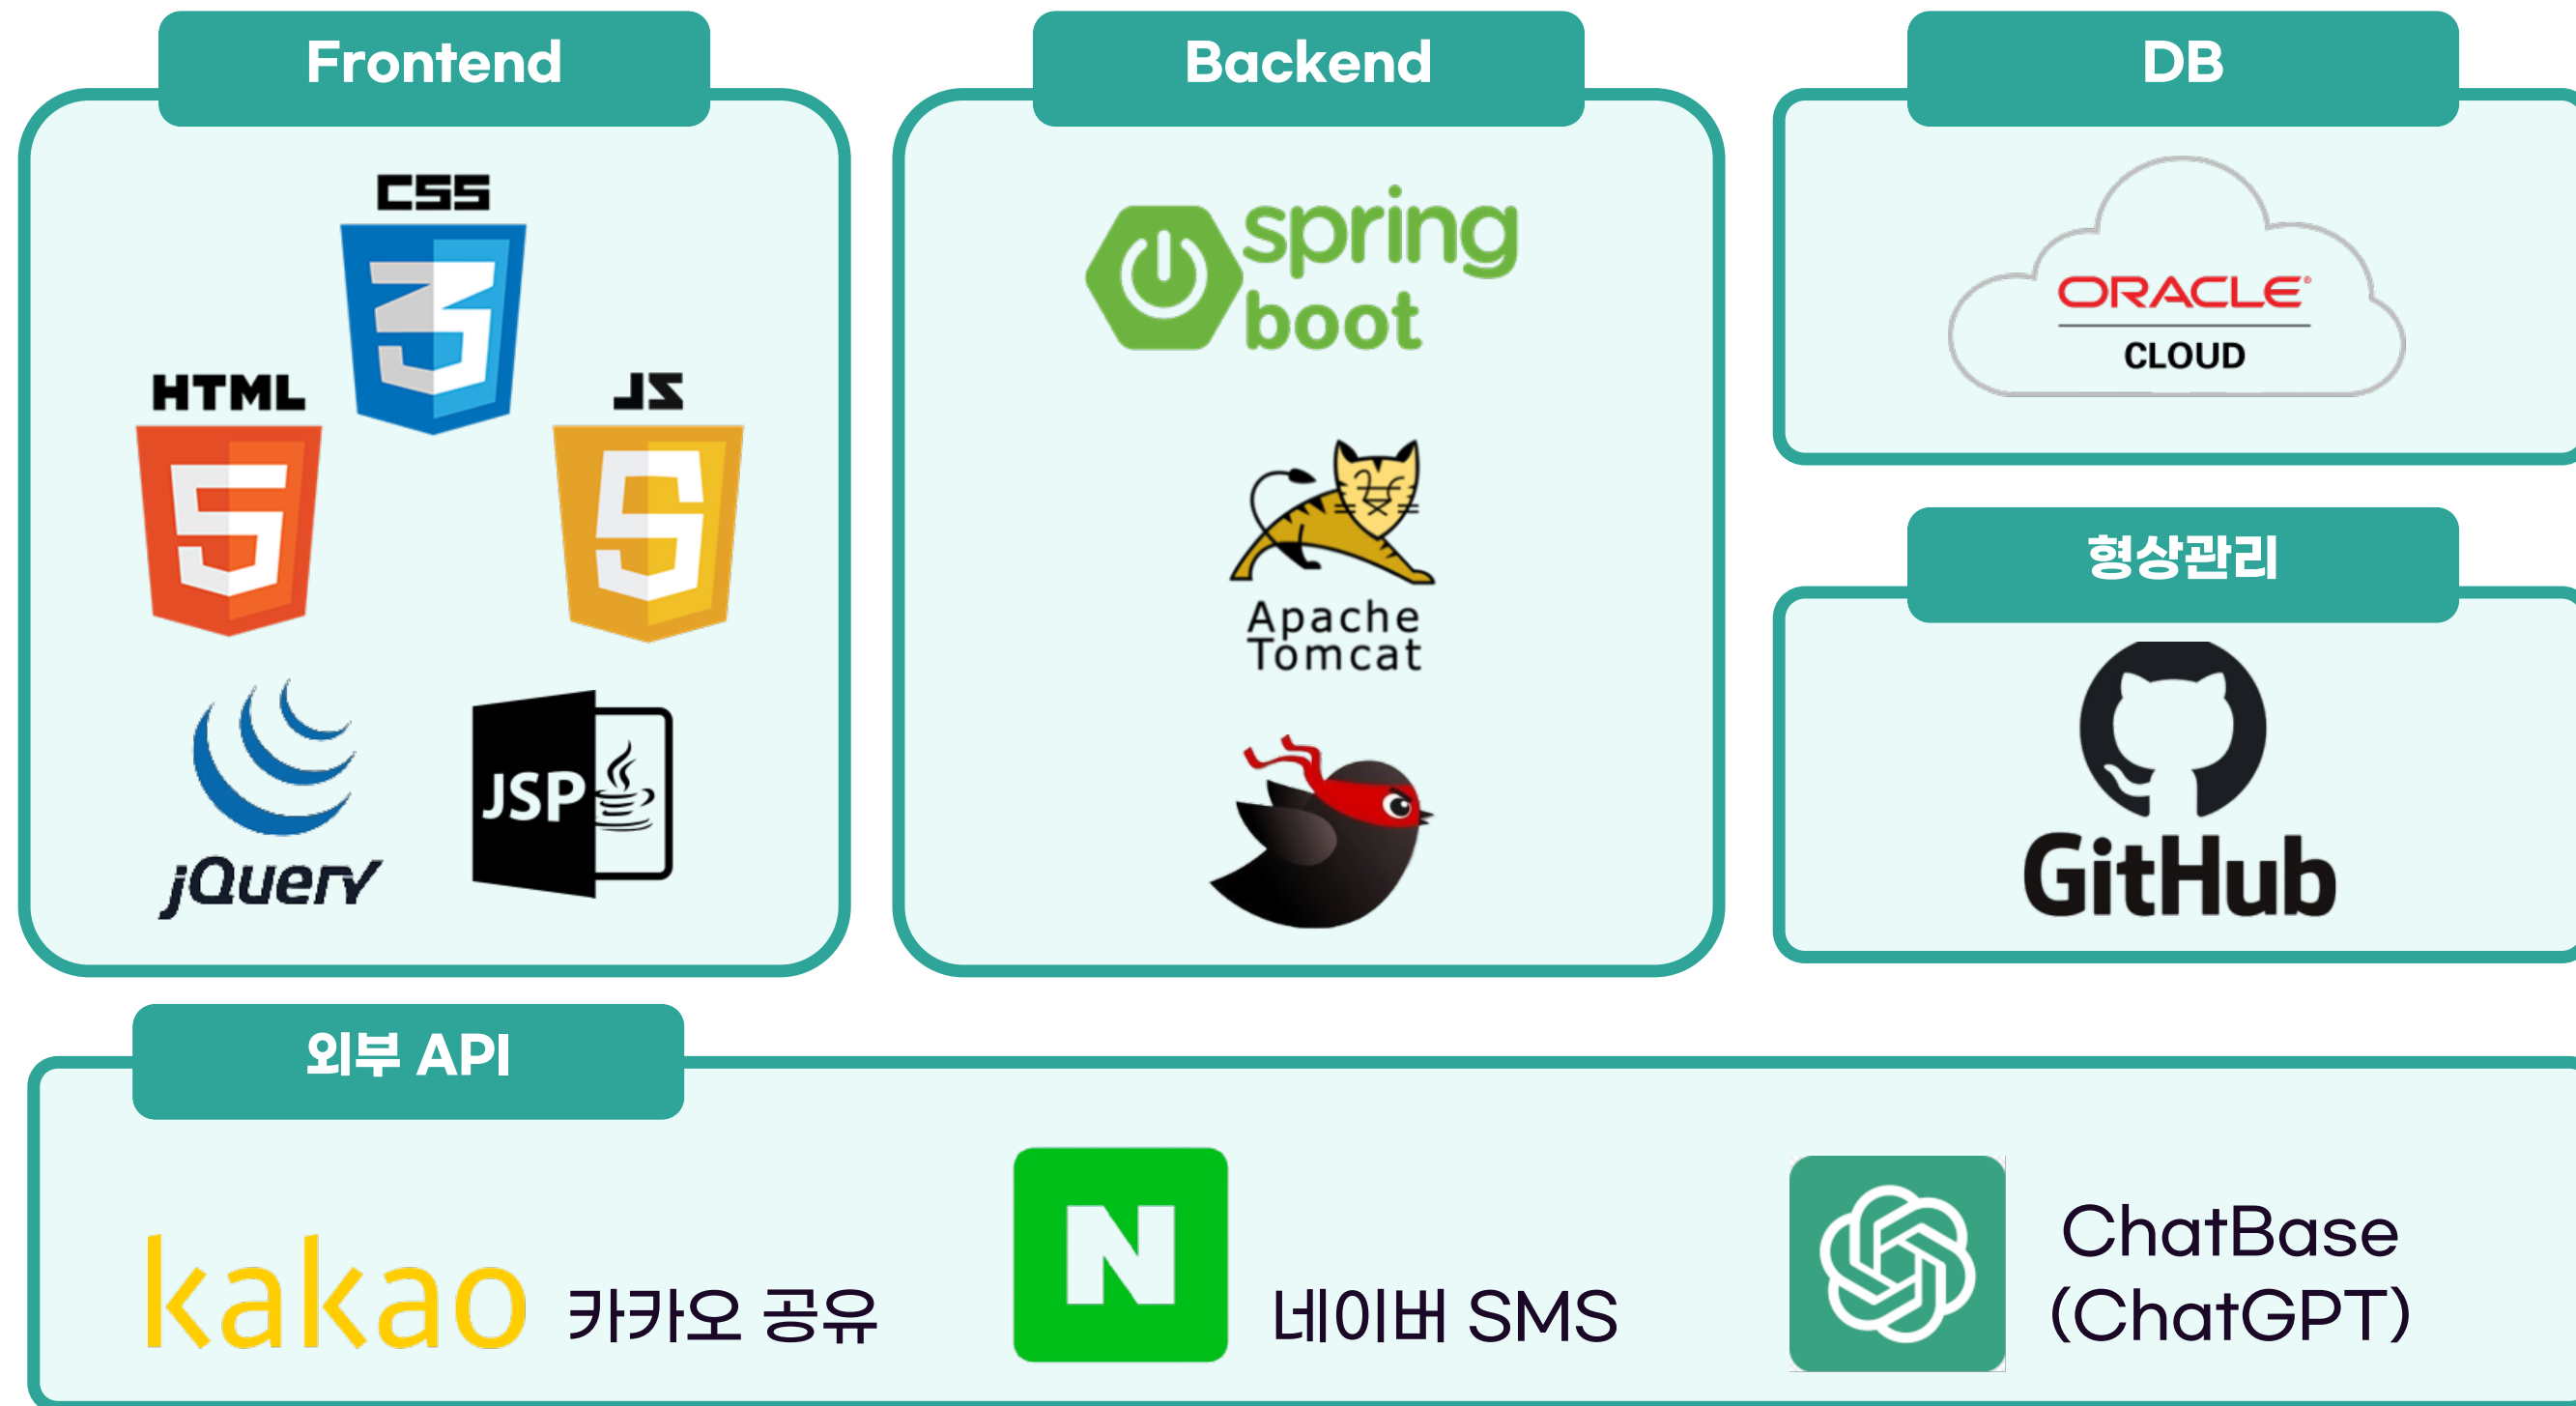 Frontend
CSS
HTML
JS
jQuery
JSP
Backend
spring
boot
Apache
Tomcat
DB
ORACLE®
CLOUD
형상관리
GitHub
외부 API
kakao 카카오 공유
N 네이버 SMS
ChatBase
(ChatGPT)